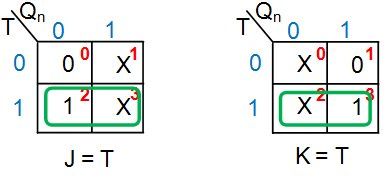 T Qn
0 1
0 0 0 X 1
1 1 2 X 3
J = T
T Qn
0 1
0 X 0 0 1
1 X 2 1 3
K = T